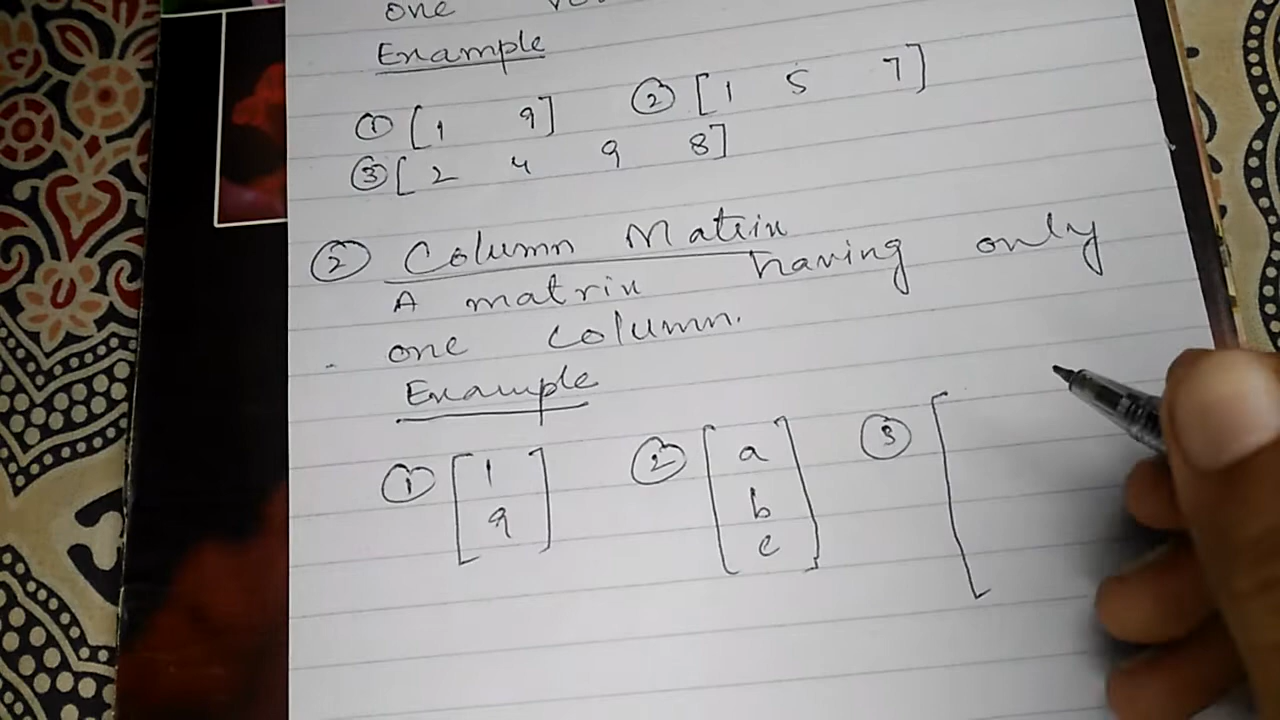 one
Example
① [1 9] ② [1 5 7]
③ [2 4 9 8]
② Column Matrix
A matrix having only
one column.
Example
① [1 ② [a ③ [
9] b
c]